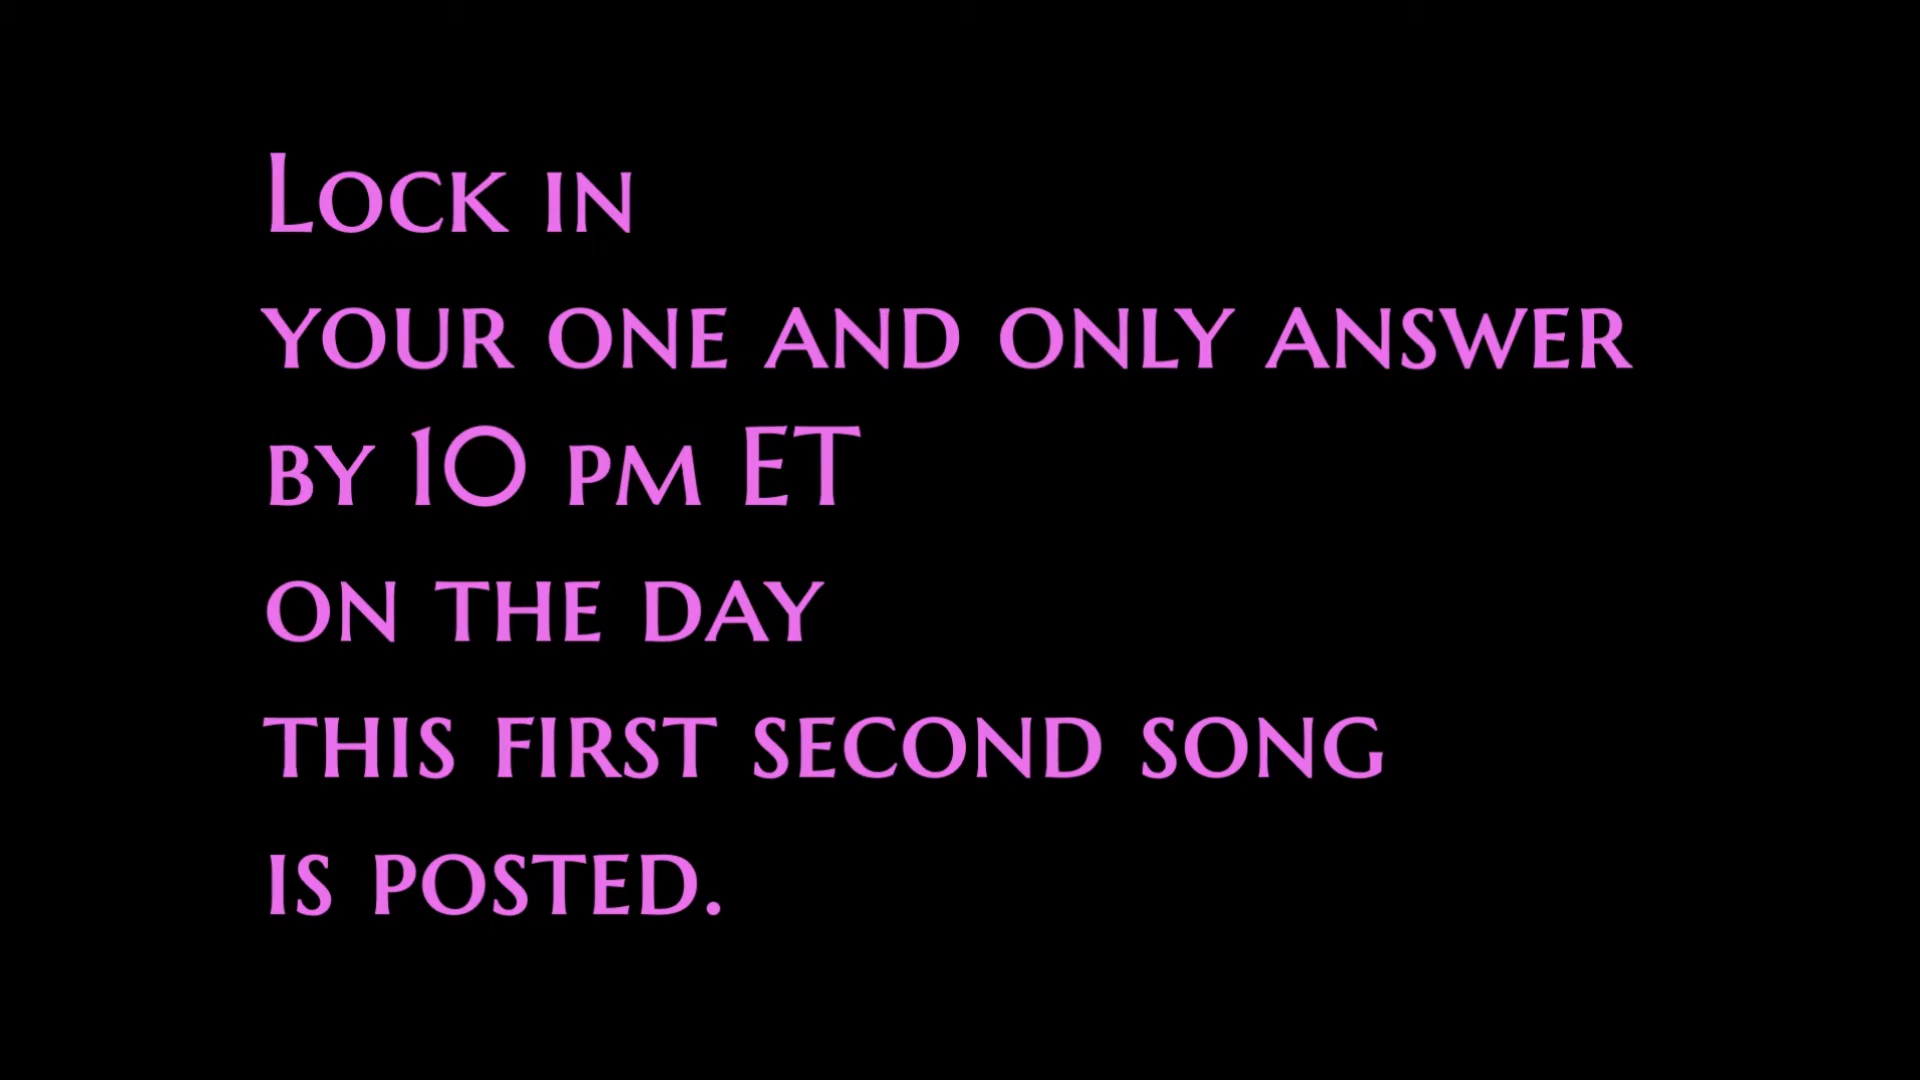 Lock in
your one and only answer
by 10 pm ET
on the day
this first second song
is posted.